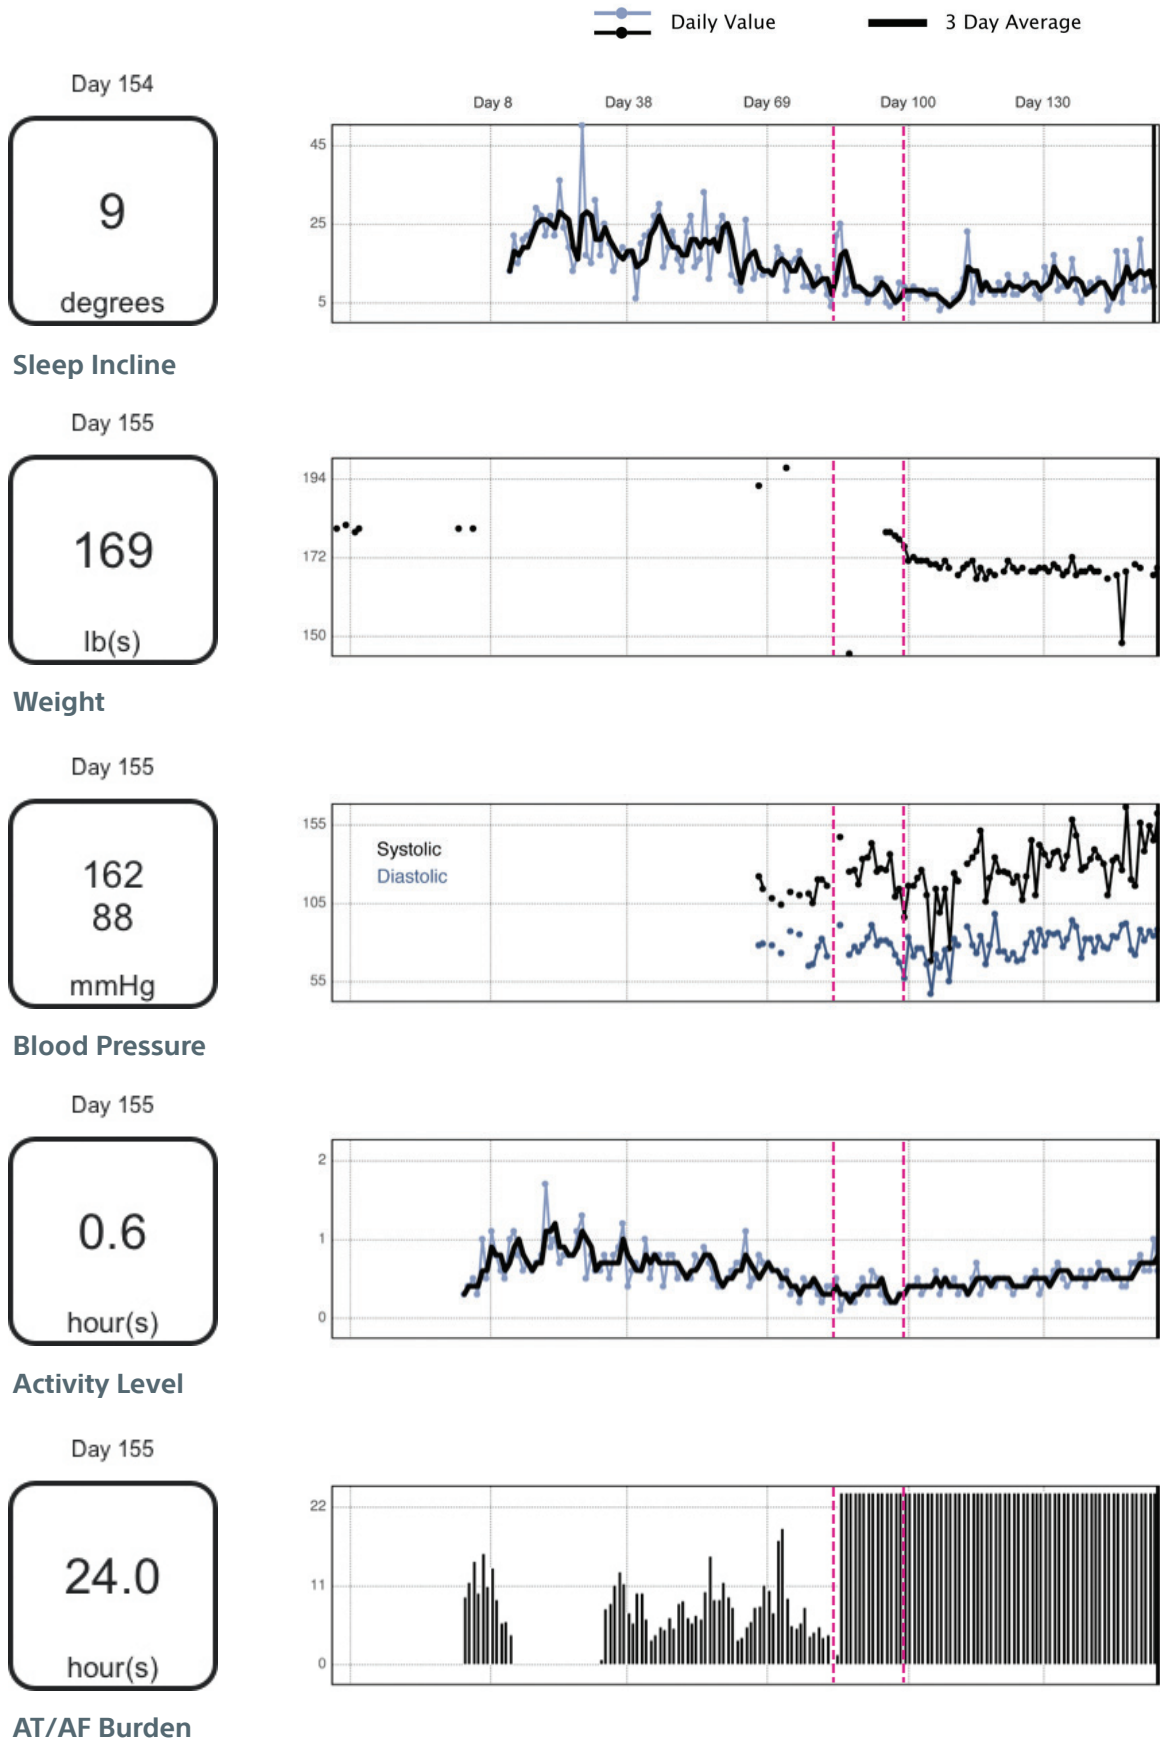 Daily Value
3 Day Average
Day 154
9
degrees
Sleep Incline
Day 8
Day 38
Day 69
Day 100
Day 130
45
25
5
Day 155
169
lb(s)
Weight
194
172
150
Day 155
162
88
mmHg
Blood Pressure
155
105
55
Systolic
Diastolic
Day 155
0.6
hour(s)
Activity Level
2
1
0
Day 155
24.0
hour(s)
AT/AF Burden
22
11
0